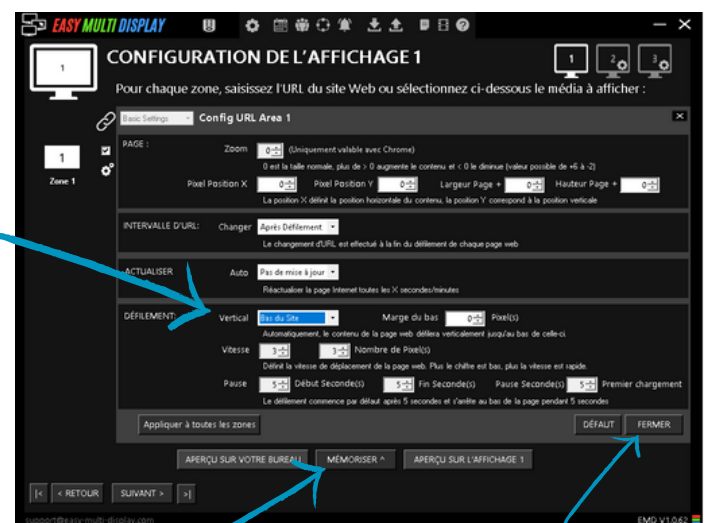 EASY MULTI DISPLAY
1 CONFIGURATION DE L'AFFICHAGE 1 1 2 3
Pour chaque zone, saisissez l'URL du site Web ou sélectionnez ci-dessous le média à afficher :
Basic Settings Config URL Area 1
1
Zone 1
PAGE : Zoom 0 (Uniquement valable avec Chrome)
0 est la taille normale, plus de > 0 augmente le contenu et < 0 le diminue (valeur possible de +6 à -2)
Pixel Position X 0 Pixel Position Y 0 Largeur Page + 0 Hauteur Page + 0
La position X définit la position horizontale du contenu, la position Y correspond à la position verticale
INTERVALLE D'URL: Changer Après Défilement
Le changement d'URL est effectué à la fin du défilement de chaque page web
ACTUALISER Auto Pas de mise à jour
Réactualiser la page Internet toutes les X secondes/minutes
DÉFILEMENT: Vertical Bas du Site Marge du bas 0 Pixel(s)
Automatiquement, le contenu de la page web défilera verticalement jusqu'au bas de celle-ci.
Vitesse 3 3 Nombre de Pixel(s)
Définit la vitesse de déplacement de la page web. Plus le chiffre est bas, plus la vitesse est rapide.
Pause 5 Début Seconde(s) 5 Fin Seconde(s) Pause Seconde(s) 5 Premier chargement
Le défilement commence par défaut après 5 secondes et s'arrête au bas de la page pendant 5 secondes
Appliquer à toutes les zones DÉFAUT FERMER
APERÇU SUR VOTRE BUREAU MÉMORISER ^ APERÇU SUR L'AFFICHAGE 1
|< < RETOUR SUIVANT > >|
support@easy-multi-display.com EMD V1.0.62